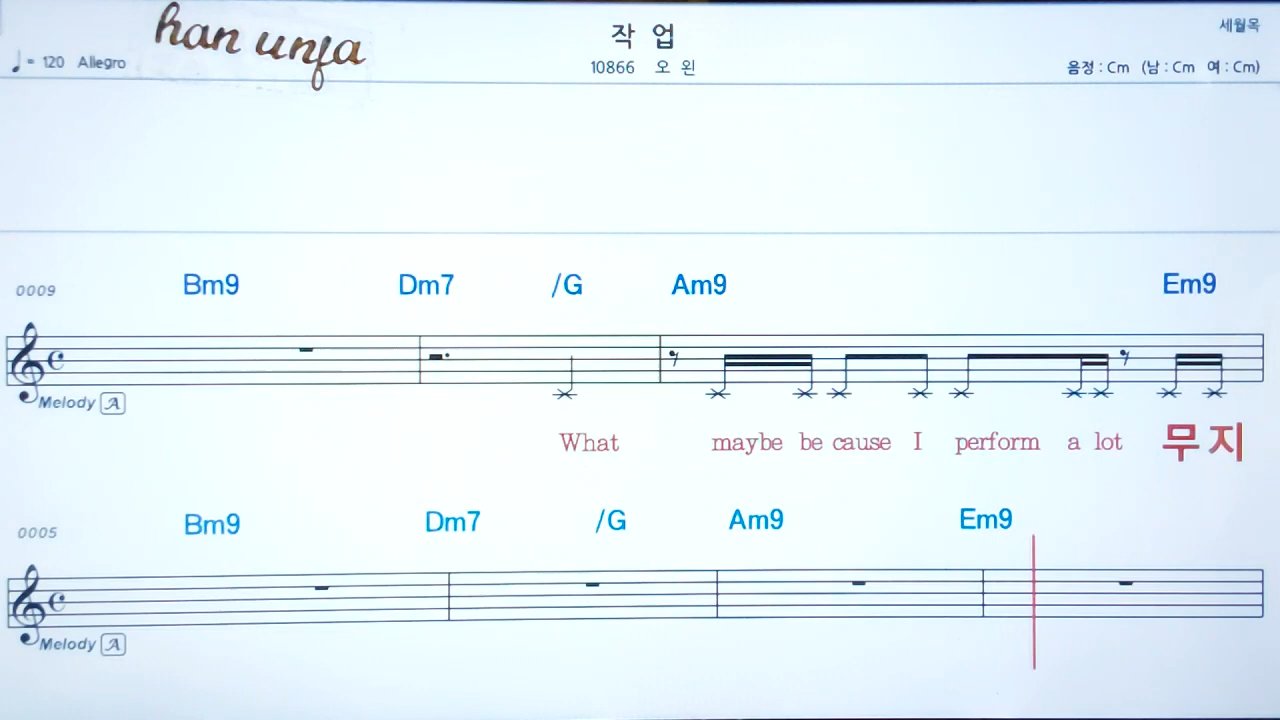 han unfa
작 업
세월목
♩= 120 Allegro
10866 오 왼
음정 : Cm (남 : Cm 여 : Cm)
0009 Bm9 Dm7 /G Am9 Em9
Melody A
What maybe be cause I perform a lot 무 지
0005 Bm9 Dm7 /G Am9 Em9
Melody A